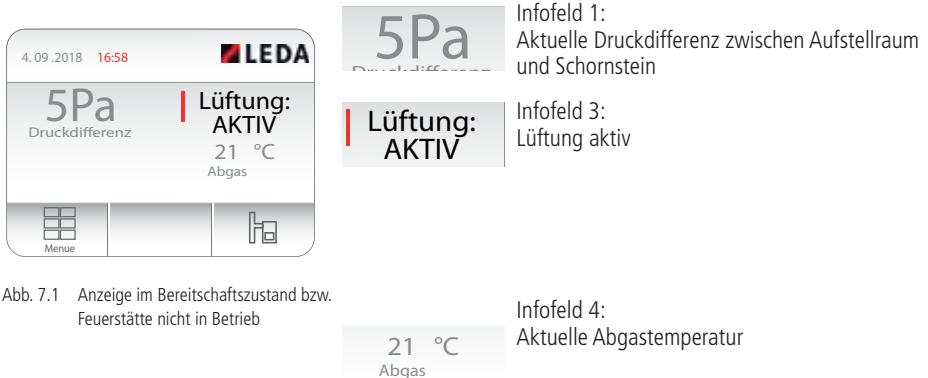 4. 09 .2018 16:58 LEDA
5Pa
Druckdifferenz
Lüftung:
AKTIV
21 °C
Abgas
Menue
Abb. 7.1 Anzeige im Bereitschaftszustand bzw.
Feuerstätte nicht in Betrieb
5Pa
Druckdifferenz
Infofeld 1:
Aktuelle Druckdifferenz zwischen Aufstellraum
und Schornstein
Lüftung:
AKTIV
Infofeld 3:
Lüftung aktiv
21 °C
Abgas
Infofeld 4:
Aktuelle Abgastemperatur